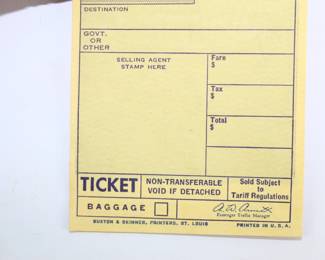 DESTINATION
GOVT.
OR
OTHER
SELLING AGENT
STAMP HERE
Fare
$
Tax
$
Total
$
TICKET
NON-TRANSFERABLE
VOID IF DETACHED
Sold Subject
to
Tariff Regulations
BAGGAGE
Passenger Traffic Manager
BUXTON & SKINNER, PRINTERS, ST. LOUIS
PRINTED IN U. S. A.